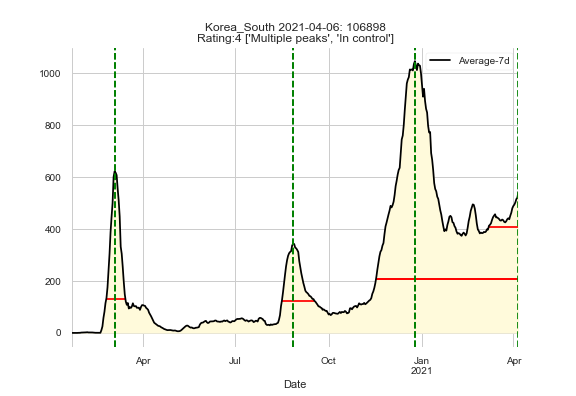 Korea_South 2021-04-06: 106898
Rating:4 ['Multiple peaks', 'In control']
Average-7d
1000
800
600
400
200
0
Apr
Jul
Oct
Jan
2021
Apr
Date